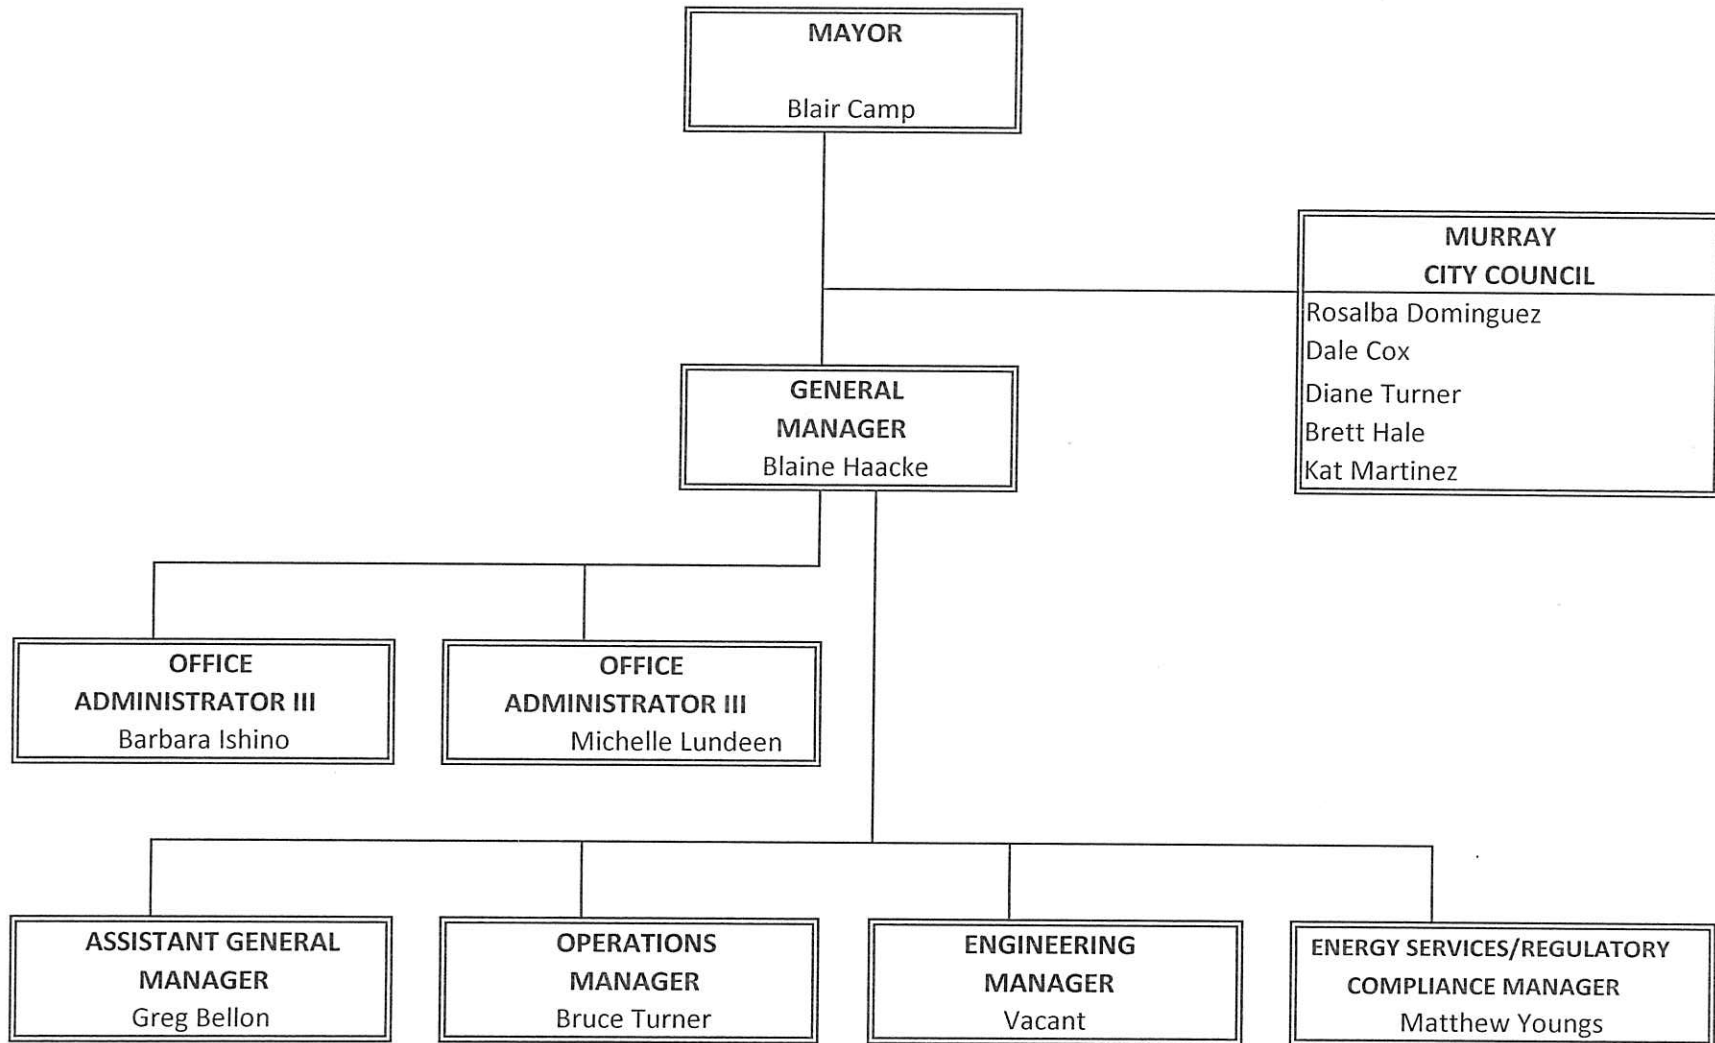 MAYOR
Blair Camp
MURRAY
CITY COUNCIL
Rosalba Dominguez
Dale Cox
Diane Turner
Brett Hale
Kat Martinez
GENERAL
MANAGER
Blaine Haacke
OFFICE
ADMINISTRATOR III
Barbara Ishino
OFFICE
ADMINISTRATOR III
Michelle Lundeen
ASSISTANT GENERAL
MANAGER
Greg Bellon
OPERATIONS
MANAGER
Bruce Turner
ENGINEERING
MANAGER
Vacant
ENERGY SERVICES/REGULATORY
COMPLIANCE MANAGER
Matthew Youngs